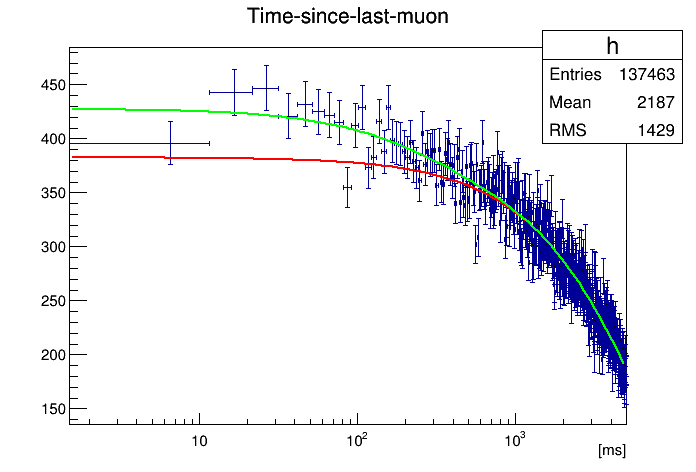 Time-since-last-muon
h
Entries 137463
Mean 2187
RMS 1429
450
400
350
300
250
200
150
10
10²
10³
[ms]